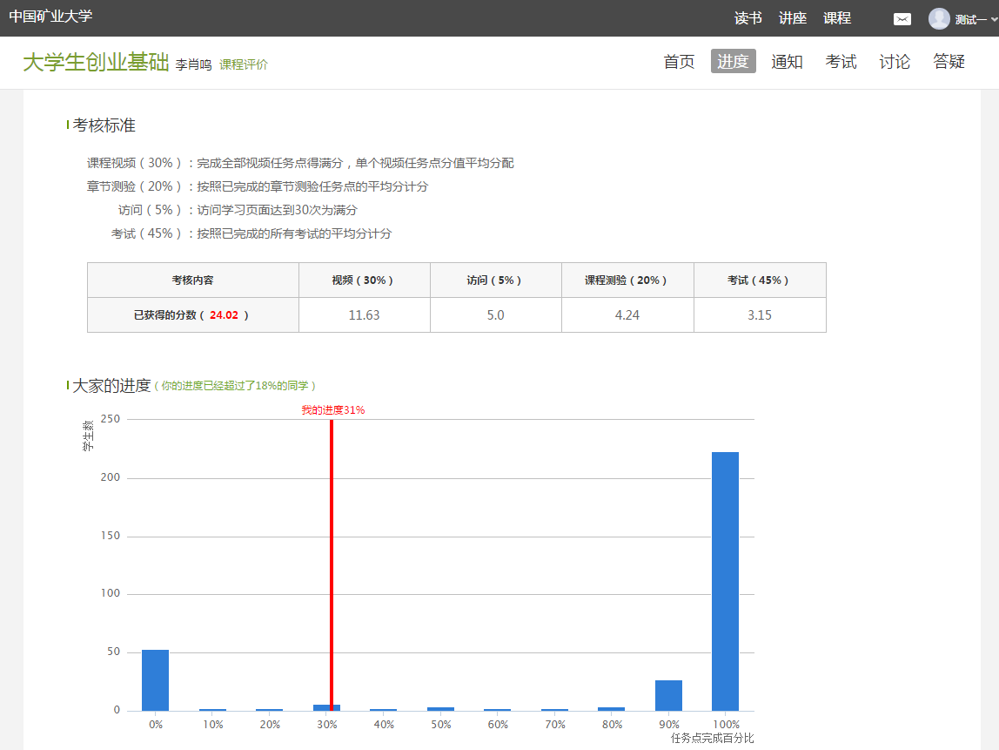 中国矿业大学 读书 讲座 课程 测试一
大学生创业基础 李肖鸣 课程评价 首页 进度 通知 考试 讨论 答疑
考核标准
课程视频（30%）：完成全部视频任务点得满分，单个视频任务点分值平均分配
章节测验（20%）：按照已完成的章节测验任务点的平均分计分
访问（5%）：访问学习页面达到30次为满分
考试（45%）：按照已完成的所有考试的平均分计分
考核内容 视频（30%） 访问（5%） 课程测验（20%） 考试（45%）
已获得的分数（ 24.02 ） 11.63 5.0 4.24 3.15
大家的进度（你的进度已经超过了18%的同学）
我的进度31%
学生数
250
200
150
100
50
0
0% 10% 20% 30% 40% 50% 60% 70% 80% 90% 100%
任务点完成百分比